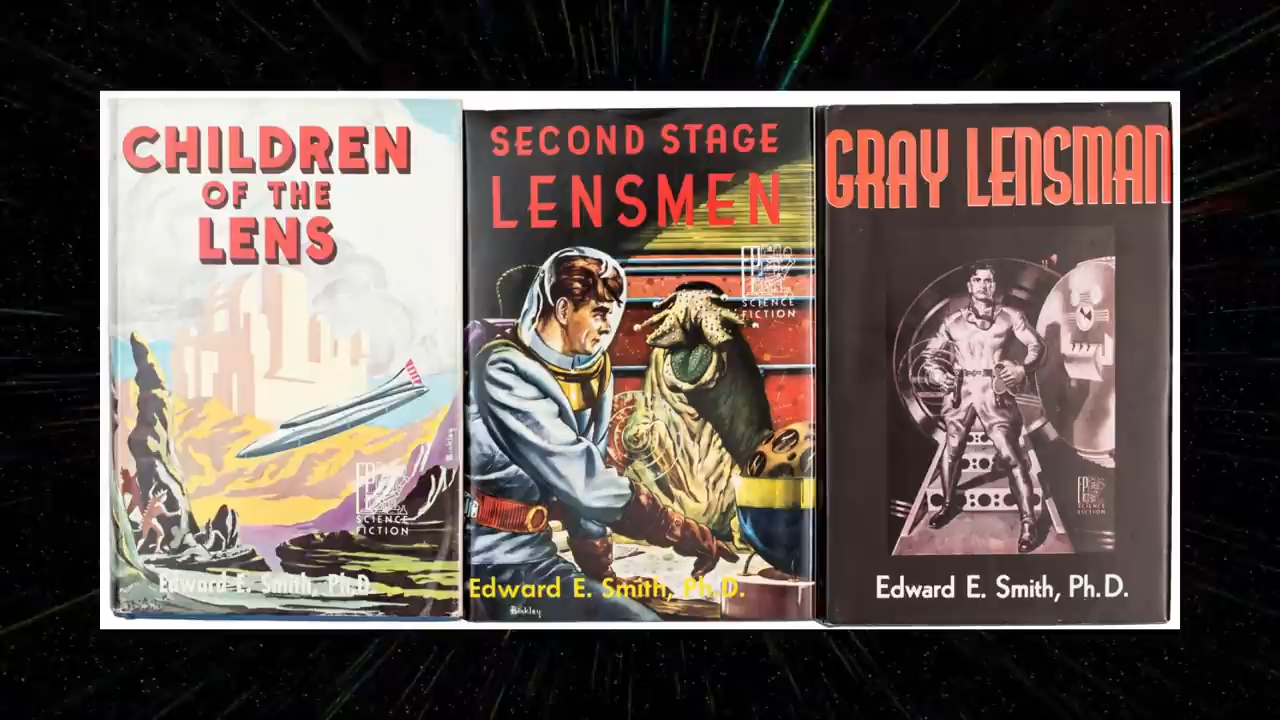 CHILDREN
OF THE
LENS
SCIENCE
FICTION
Binkley
Edward E. Smith, Ph.D.
SECOND STAGE
LENSMEN
SCIENCE
FICTION
Edward E. Smith, Ph.D.
Binkley
GRAY LENSMAN
SCIENCE
FICTION
Edward E. Smith, Ph.D.